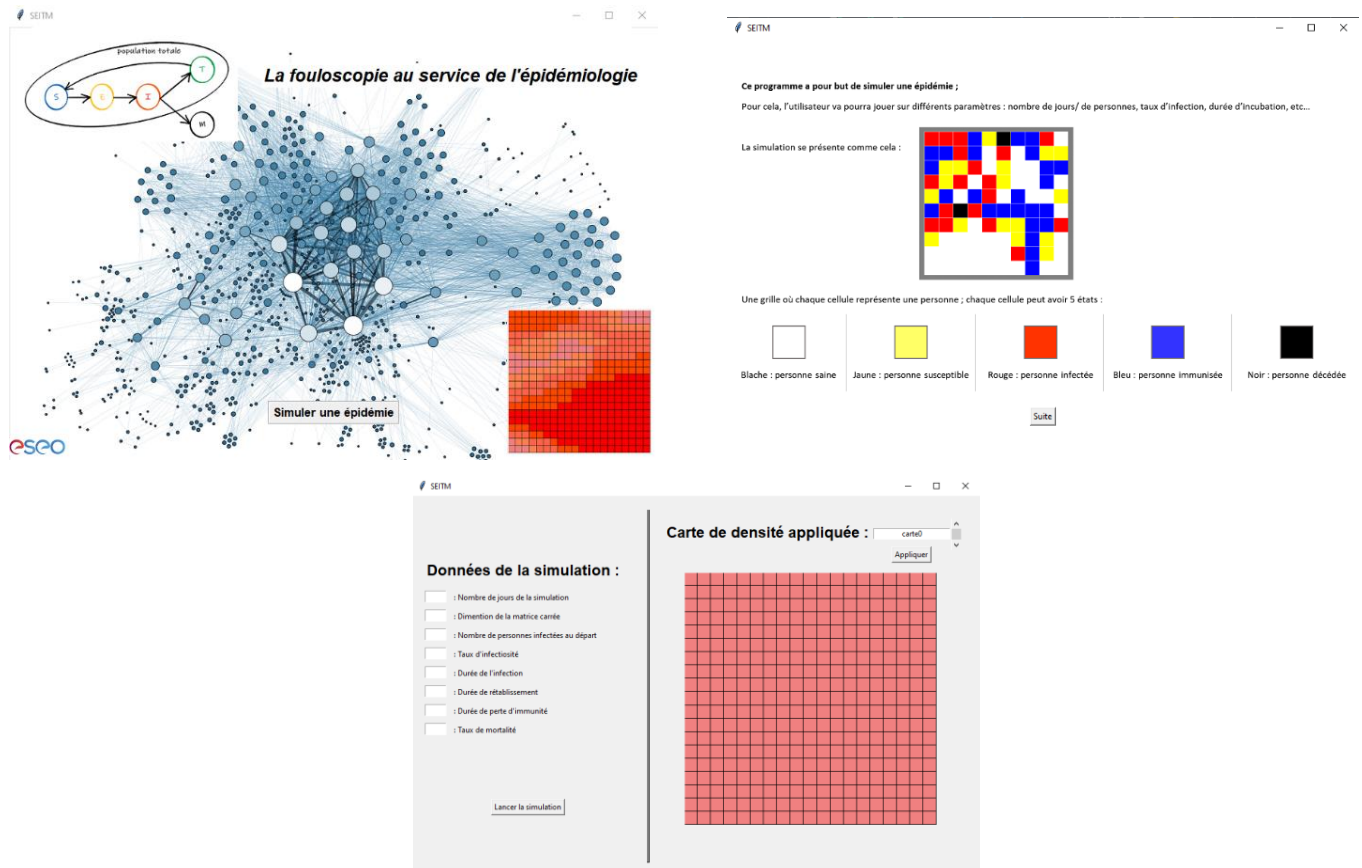 SEITM
population totale
S
E
I
T
M
La fouloscopie au service de l'épidémiologie
Simuler une épidémie
eseo
SEITM
Ce programme a pour but de simuler une épidémie ;
Pour cela, l'utilisateur va pourra jouer sur différents paramètres : nombre de jours/ de personnes, taux d'infection, durée d'incubation, etc...
La simulation se présente comme cela :
Une grille où chaque cellule représente une personne ; chaque cellule peut avoir 5 états :
Blache : personne saine
Jaune : personne susceptible
Rouge : personne infectée
Bleu : personne immunisée
Noir : personne décédée
Suite
SEITM
Données de la simulation :
: Nombre de jours de la simulation
: Dimention de la matrice carrée
: Nombre de personnes infectées au départ
: Taux d'infectiosité
: Durée de l'infection
: Durée de rétablissement
: Durée de perte d'immunité
: Taux de mortalité
Lancer la simulation
Carte de densité appliquée : carte0
Appliquer